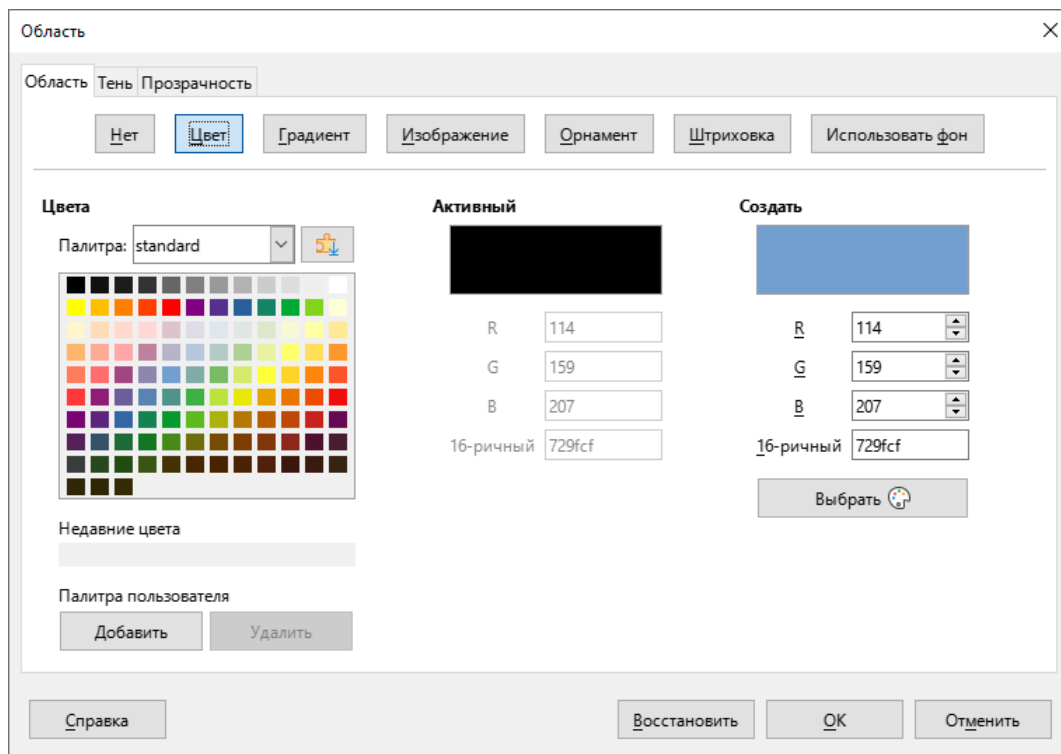 Область
Область Тень Прозрачность
Нет Цвет Градиент Изображение Орнамент Штриховка Использовать фон
Цвета Активный Создать
Палитра: standard
R 114 R 114
G 159 G 159
B 207 B 207
16-ричный 729fcf 16-ричный 729fcf
Выбрать
Недавние цвета
Палитра пользователя
Добавить Удалить
Справка Восстановить OK Отменить